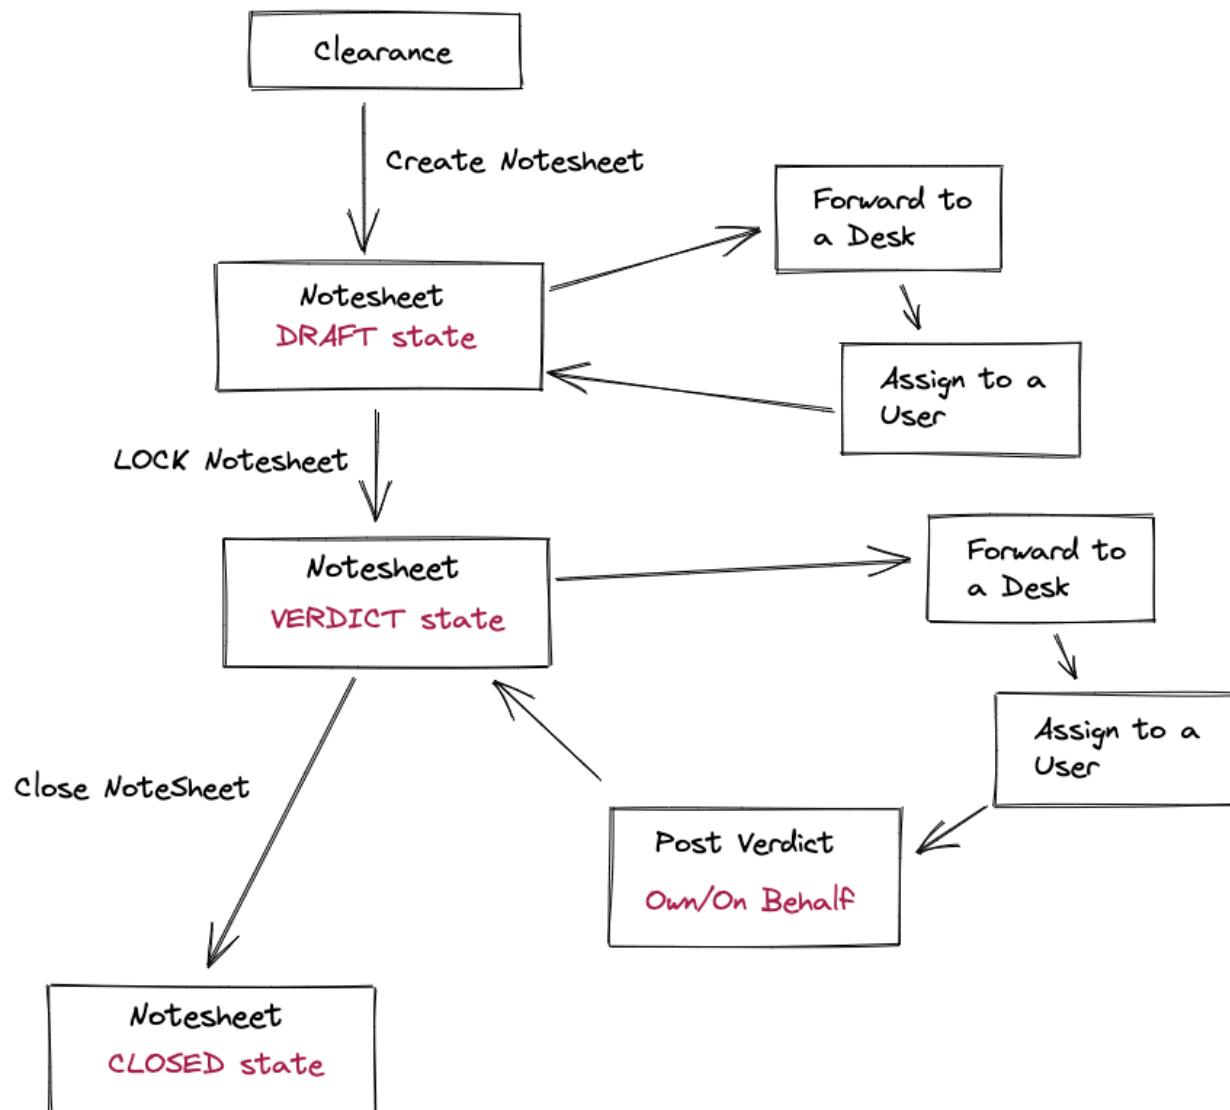 Clearance
Create Notesheet
Forward to
a Desk
Notesheet
DRAFT state
Assign to a
User
LOCK Notesheet
Forward to
a Desk
Notesheet
VERDICT state
Assign to a
User
Close NoteSheet
Post Verdict
Own/On Behalf
Notesheet
CLOSED state